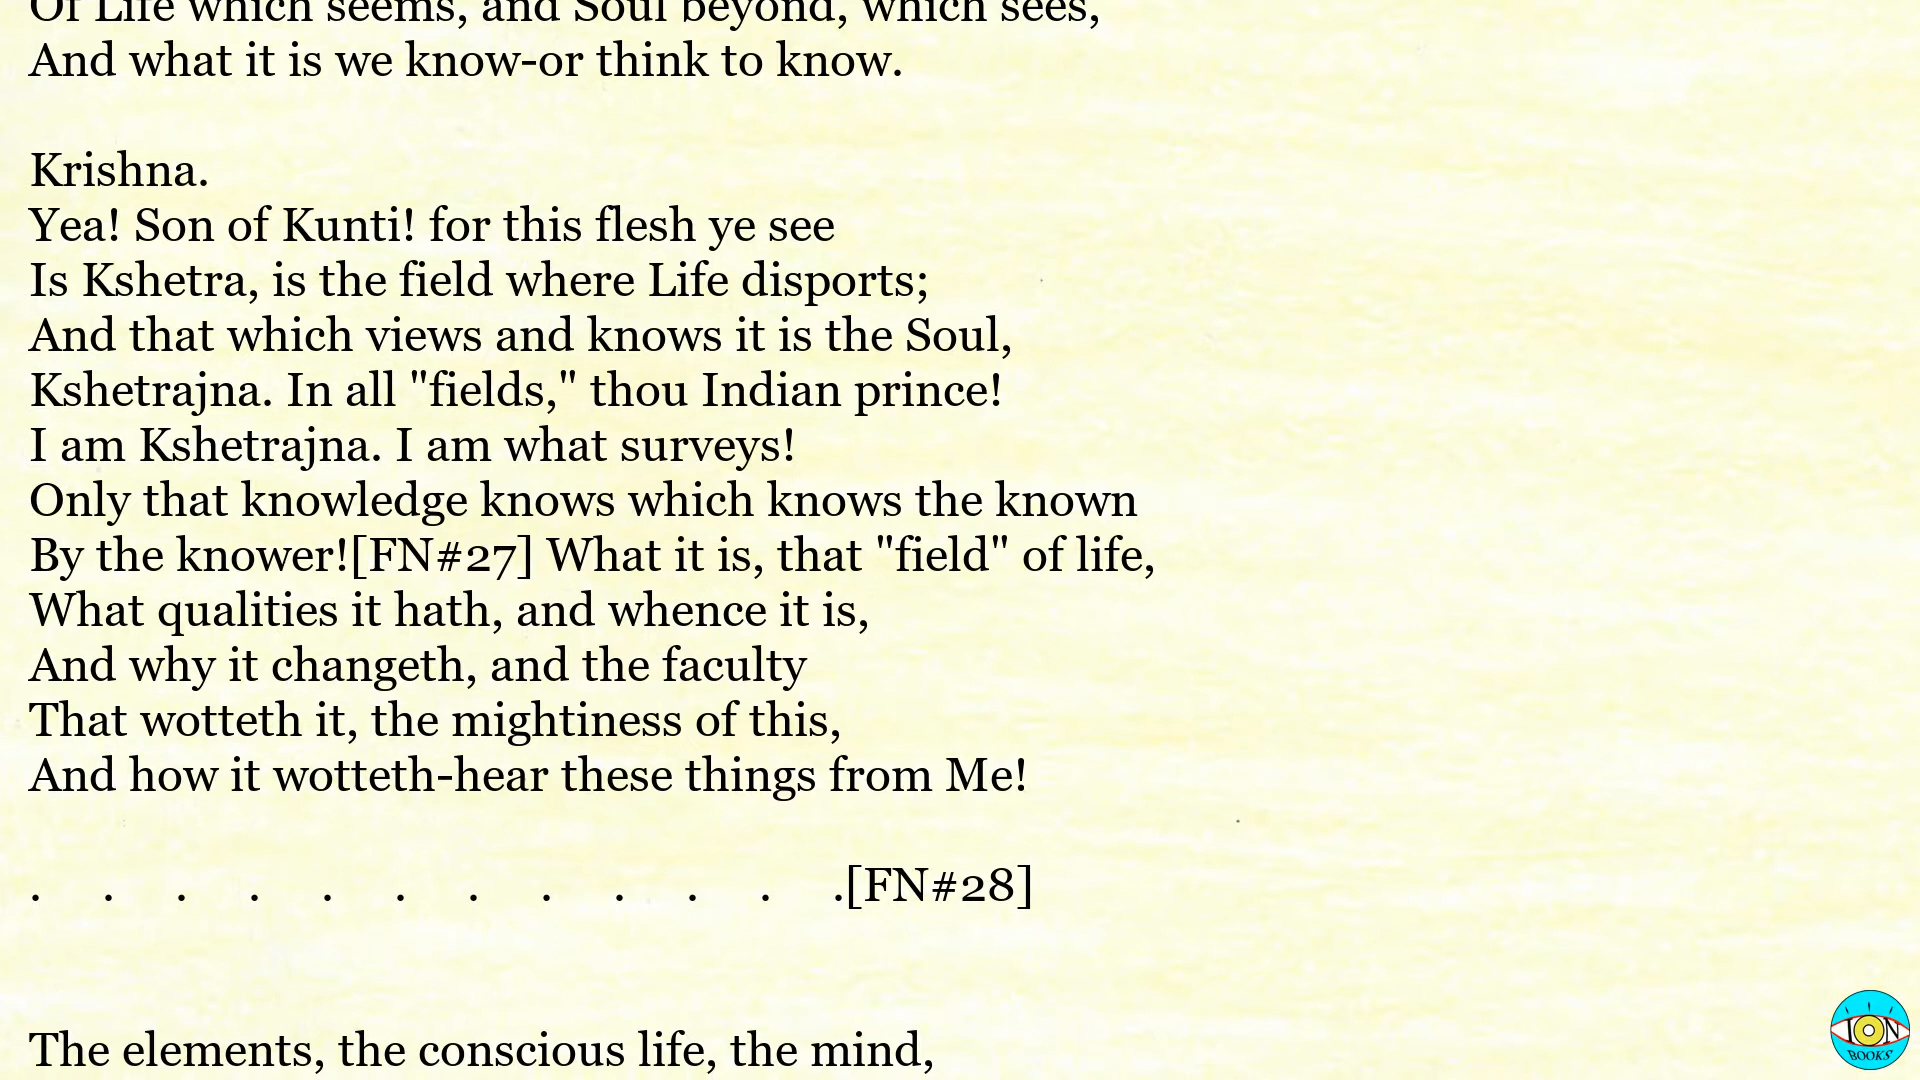 Of Life which seems, and Soul beyond, which sees,
And what it is we know-or think to know.
Krishna.
Yea! Son of Kunti! for this flesh ye see
Is Kshetra, is the field where Life disports;
And that which views and knows it is the Soul,
Kshetrajna. In all "fields," thou Indian prince!
I am Kshetrajna. I am what surveys!
Only that knowledge knows which knows the known
By the knower![FN#27] What it is, that "field" of life,
What qualities it hath, and whence it is,
And why it changeth, and the faculty
That wotteth it, the mightiness of this,
And how it wotteth-hear these things from Me!
. . . . . . . . . . . .[FN#28]
The elements, the conscious life, the mind,
ION
BOOKS